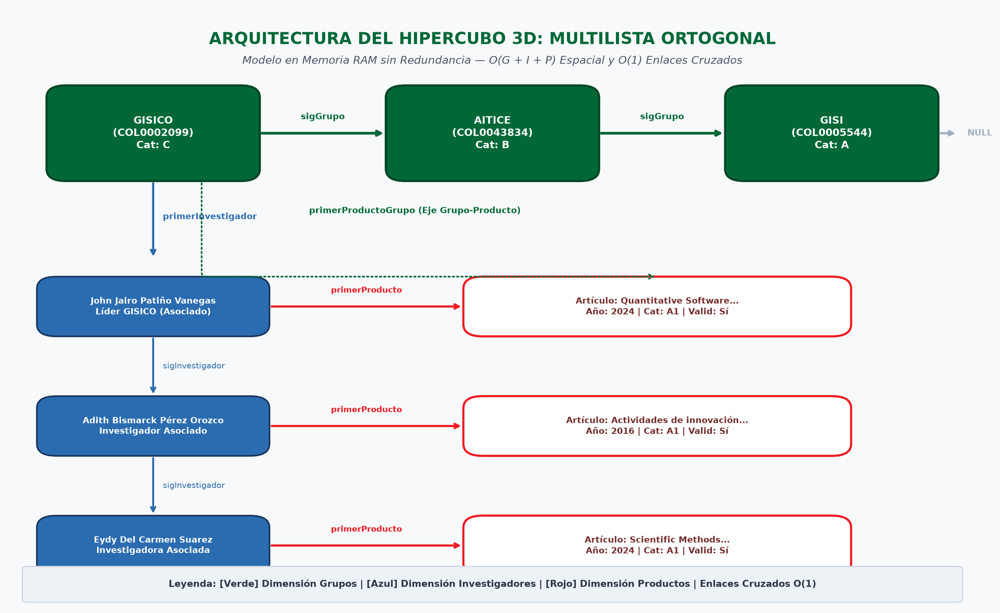 ARQUITECTURA DEL HIPERCUBO 3D: MULTILISTA ORTOGONAL
Modelo en Memoria RAM sin Redundancia — O(G + I + P) Espacial y O(1) Enlaces Cruzados
GISICO
(COL0002099)
Cat: C
sigGrupo
AITICE
(COL0043834)
Cat: B
sigGrupo
GISI
(COL0005544)
Cat: A
NULL
primerInvestigador
primerProductoGrupo (Eje Grupo-Producto)
John Jairo Patiño Vanegas
Líder GISICO (Asociado)
primerProducto
Artículo: Quantitative Software...
Año: 2024 | Cat: A1 | Valid: Sí
sigInvestigador
Adith Bismarck Pérez Orozco
Investigador Asociado
primerProducto
Artículo: Actividades de innovación...
Año: 2016 | Cat: A1 | Valid: Sí
sigInvestigador
Eydy Del Carmen Suarez
Investigadora Asociada
primerProducto
Artículo: Scientific Methods...
Año: 2024 | Cat: A1 | Valid: Sí
Leyenda: [Verde] Dimensión Grupos | [Azul] Dimensión Investigadores | [Rojo] Dimensión Productos | Enlaces Cruzados O(1)